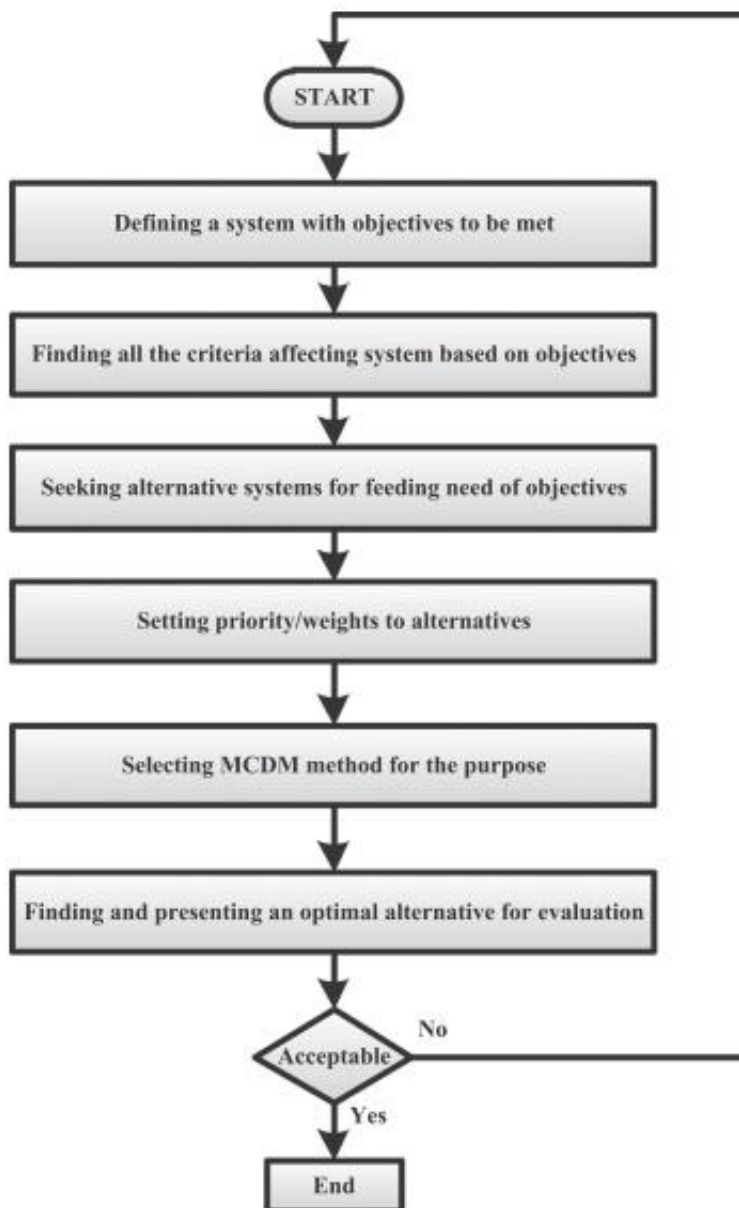 START
Defining a system with objectives to be met
Finding all the criteria affecting system based on objectives
Seeking alternative systems for feeding need of objectives
Setting priority/weights to alternatives
Selecting MCDM method for the purpose
Finding and presenting an optimal alternative for evaluation
No
Acceptable
Yes
End